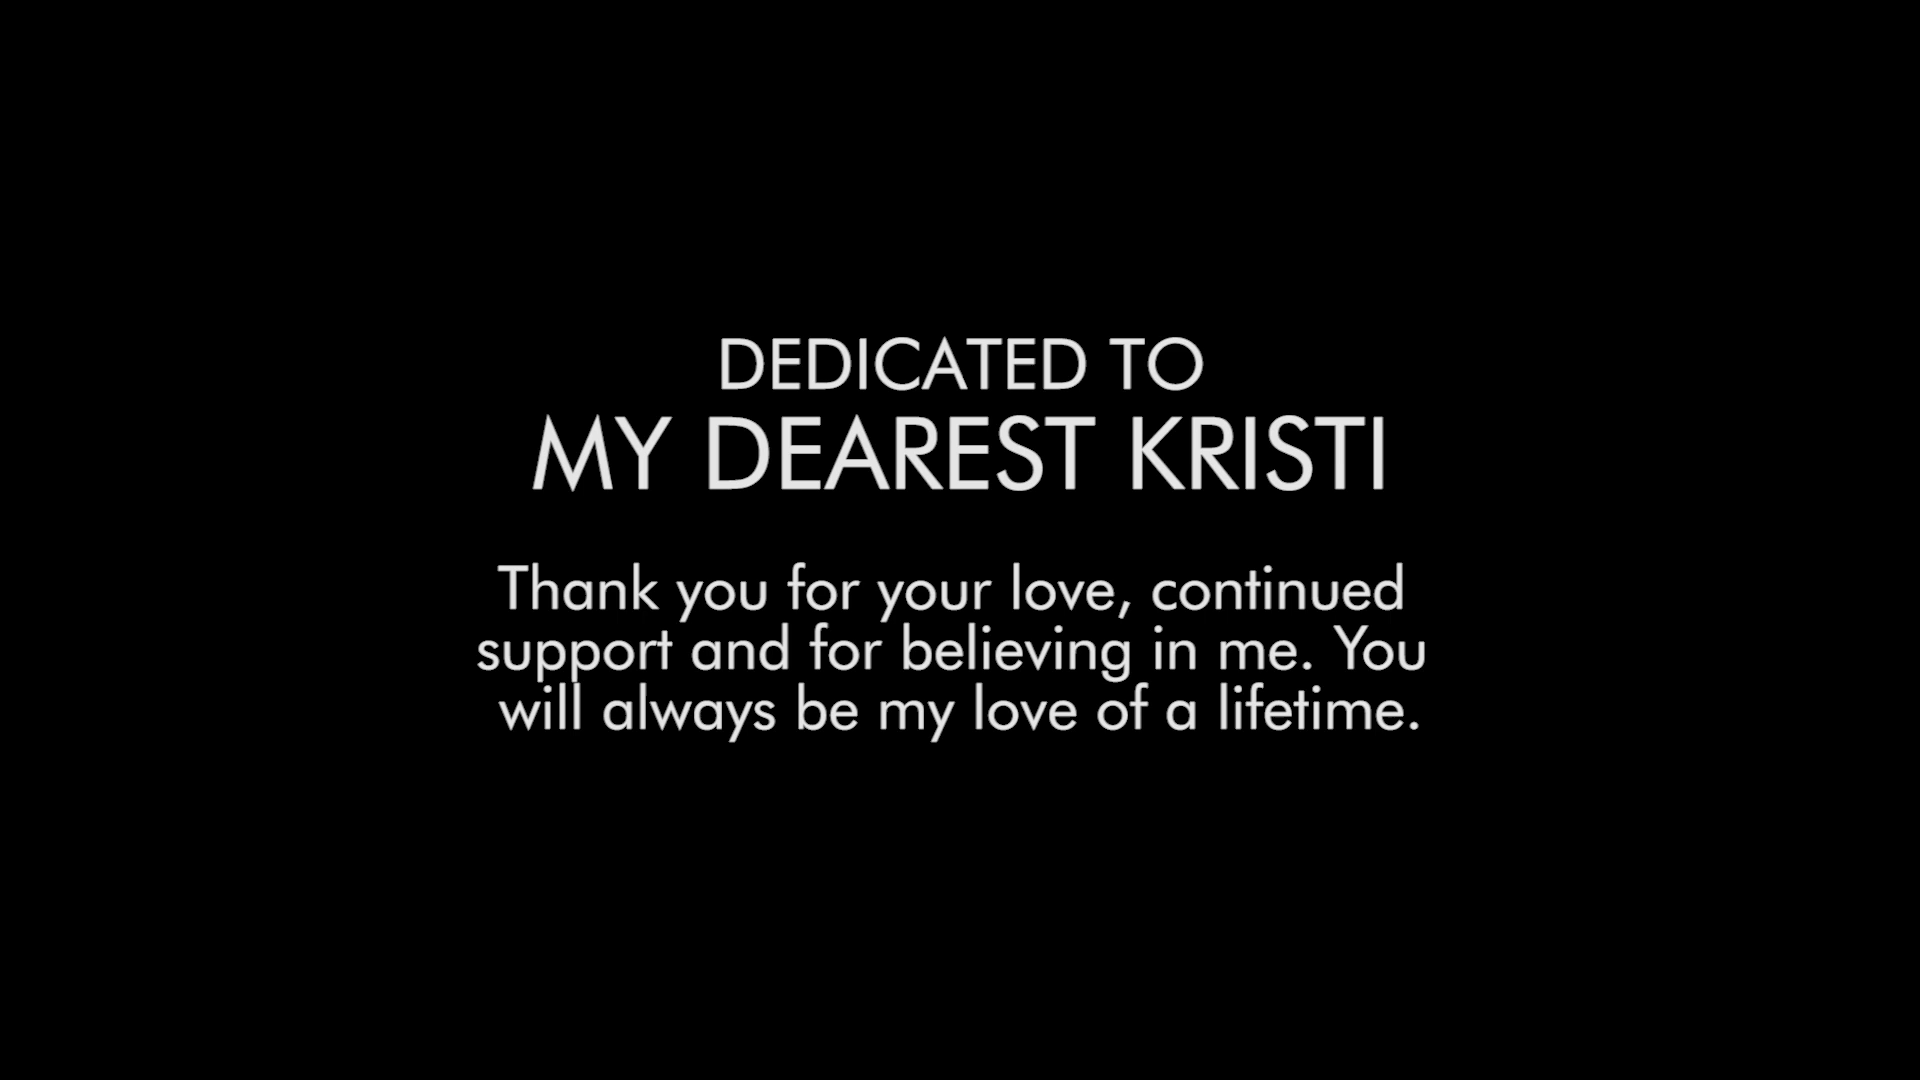 DEDICATED TO
MY DEAREST KRISTI
Thank you for your love, continued
support and for believing in me. You
will always be my love of a lifetime.